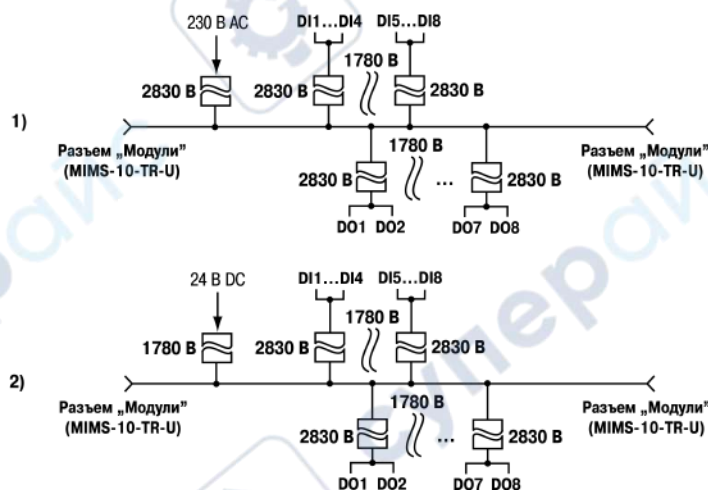 230 В AC
DI1...DI4 DI5...DI8
1780 В
2830 В 2830 В 2830 В
1)
Разъем „Модули” Разъем „Модули”
(MIMS-10-TR-U) (MIMS-10-TR-U)
1780 В
2830 В ... 2830 В
DO1 DO2 DO7 DO8
24 В DC
DI1...DI4 DI5...DI8
1780 В
1780 В 2830 В 2830 В
2)
Разъем „Модули” Разъем „Модули”
(MIMS-10-TR-U) (MIMS-10-TR-U)
1780 В
2830 В ... 2830 В
DO1 DO2 DO7 DO8
супер